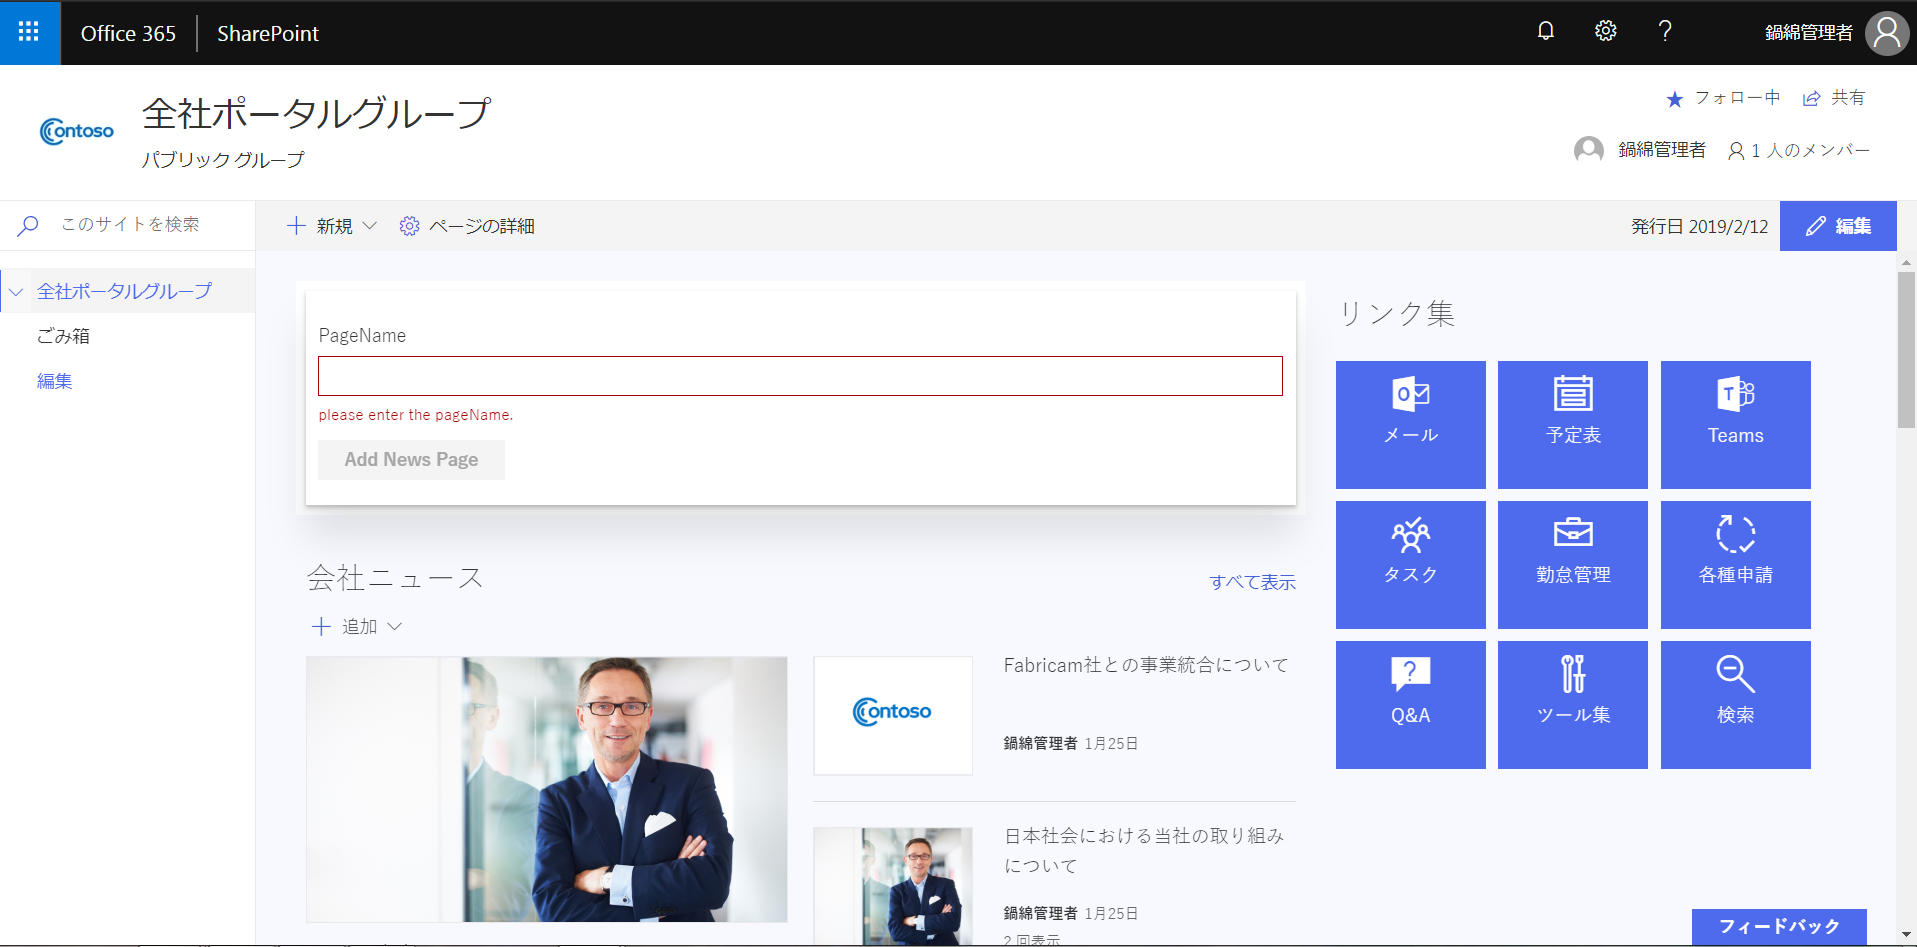 Office 365
SharePoint
鍋綿管理者
Contoso
全社ポータルグループ
パブリック グループ
フォロー中
共有
鍋綿管理者
1 人のメンバー
このサイトを検索
新規
ページの詳細
発行日 2019/2/12
編集
全社ポータルグループ
ごみ箱
編集
PageName
please enter the pageName.
Add News Page
リンク集
メール
予定表
Teams
タスク
勤怠管理
各種申請
Q&A
ツール集
検索
会社ニュース
すべて表示
追加
Contoso
Fabricam社との事業統合について
鍋綿管理者 1月25日
日本社会における当社の取り組み
について
鍋綿管理者 1月25日
2 回表示
フィードバック